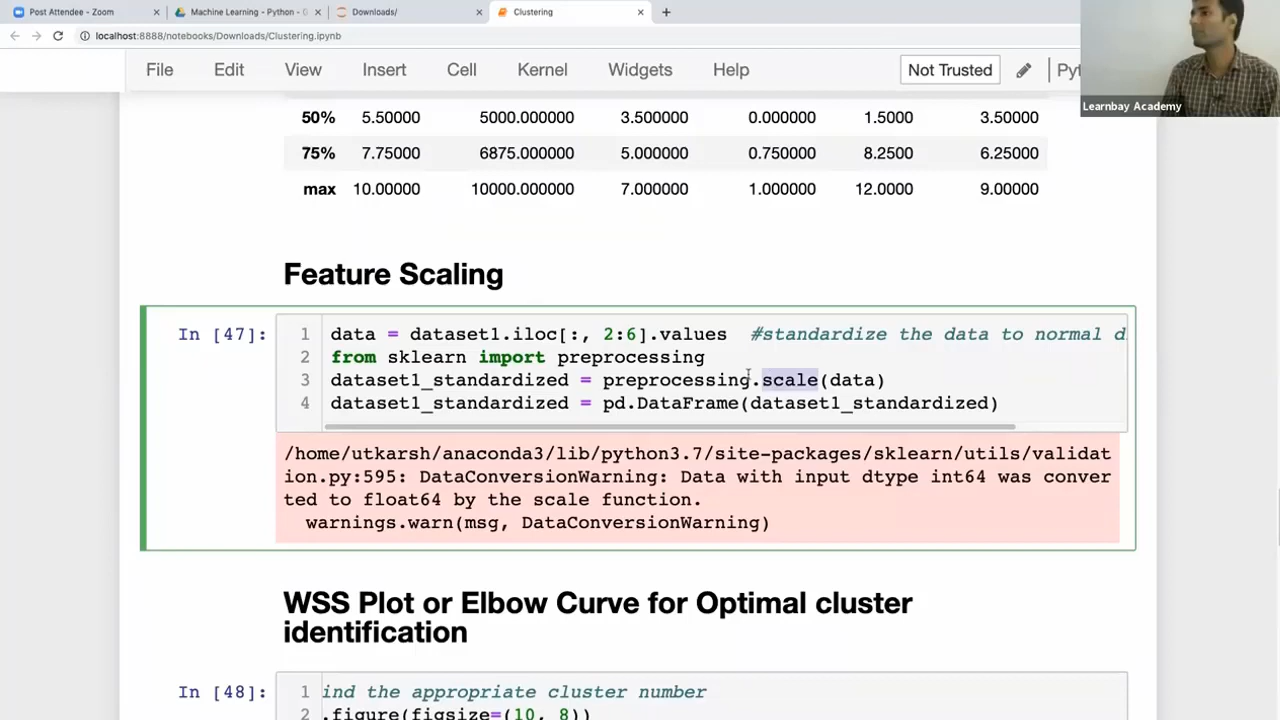 Post Attendee - Zoom × Machine Learning - Python - × Downloads/ × Clustering × +
localhost:8888/notebooks/Downloads/Clustering.ipynb
File Edit View Insert Cell Kernel Widgets Help Not Trusted
Learnbay Academy
50% 5.50000 5000.000000 3.500000 0.000000 1.5000 3.50000
75% 7.75000 6875.000000 5.000000 0.750000 8.2500 6.25000
max 10.00000 10000.000000 7.000000 1.000000 12.0000 9.00000
Feature Scaling
In [47]: 1 data = dataset1.iloc[:, 2:6].values #standardize the data to normal d
2 from sklearn import preprocessing
3 dataset1_standardized = preprocessing.scale(data)
4 dataset1_standardized = pd.DataFrame(dataset1_standardized)
/home/utkarsh/anaconda3/lib/python3.7/site-packages/sklearn/utils/validat
ion.py:595: DataConversionWarning: Data with input dtype int64 was conver
ted to float64 by the scale function.
warnings.warn(msg, DataConversionWarning)
WSS Plot or Elbow Curve for Optimal cluster
identification
In [48]: 1 ind the appropriate cluster number
2 .figure(figsize=(10, 8))